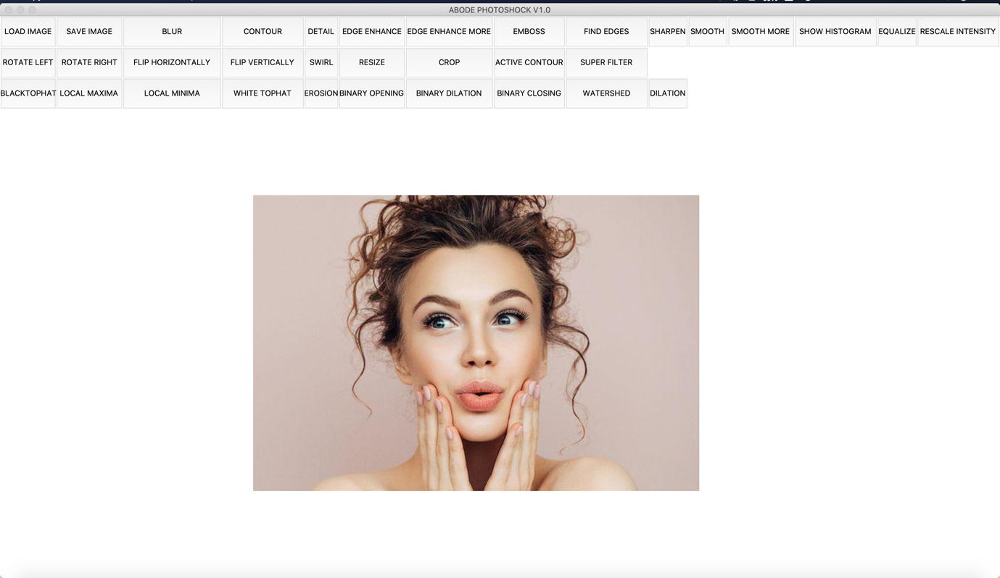 ABODE PHOTOSHOCK V1.0
LOAD IMAGE SAVE IMAGE BLUR CONTOUR DETAIL EDGE ENHANCE EDGE ENHANCE MORE EMBOSS FIND EDGES SHARPEN SMOOTH SMOOTH MORE SHOW HISTOGRAM EQUALIZE RESCALE INTENSITY
ROTATE LEFT ROTATE RIGHT FLIP HORIZONTALLY FLIP VERTICALLY SWIRL RESIZE CROP ACTIVE CONTOUR SUPER FILTER
BLACKTOPHAT LOCAL MAXIMA LOCAL MINIMA WHITE TOPHAT EROSION BINARY OPENING BINARY DILATION BINARY CLOSING WATERSHED DILATION